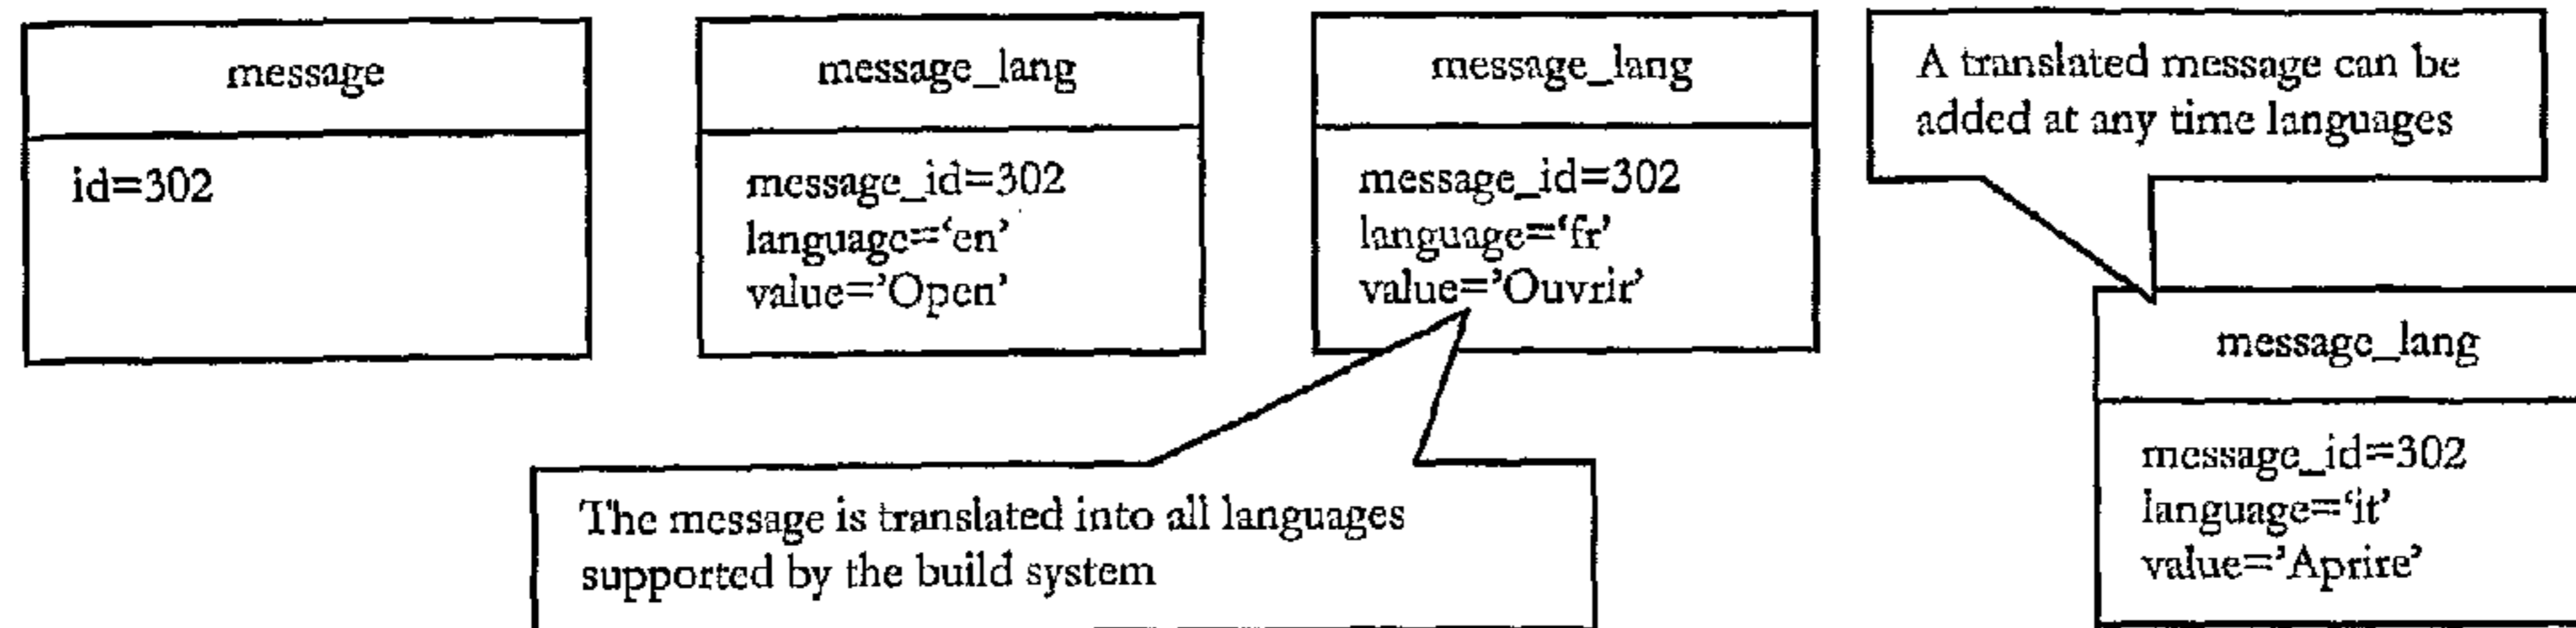 message
id=302
message_lang
message_id=302
language=‘en’
value=’Open’
message_lang
message_id=302
language=‘fr’
value=’Ouvrir’
A translated message can be
added at any time languages
The message is translated into all languages
supported by the build system
message_lang
message_id=302
language=‘it’
value=’Aprire’